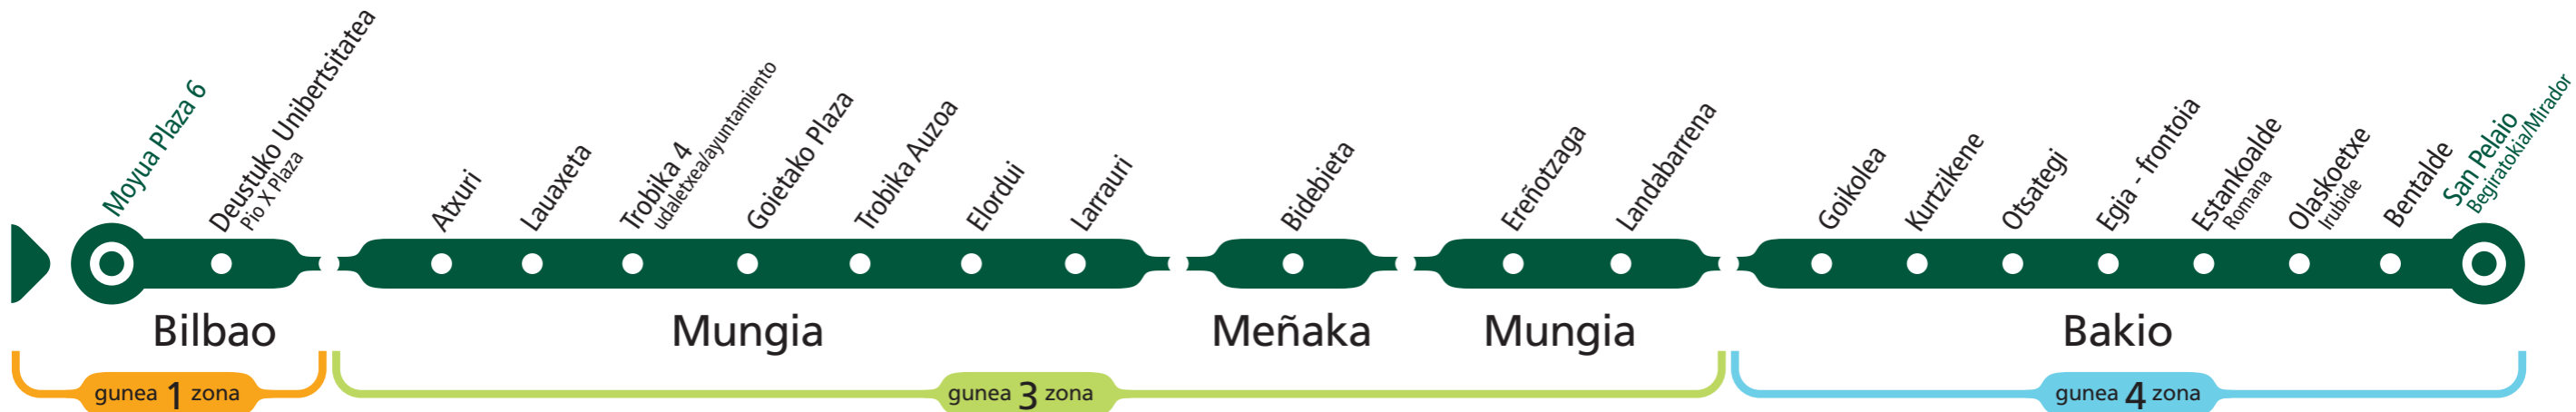 Moyua Plaza 6
Deustuko Unibertsitatea
Pio X Plaza
Atxuri
Lauaxeta
Trobika 4
udaletxea/ayuntamiento
Goietako Plaza
Trobika Auzoa
Elordui
Larrauri
Bidebieta
Ereñotzaga
Landabarrena
Goikolea
Kurtzikene
Otsategi
Egia - frontoia
Estankoalde
Romana
Olaskoetxe
Irubide
Bentalde
San Pelaio
Begiratokia/Mirador
Bilbao
Mungia
Meñaka
Mungia
Bakio
gunea 1 zona
gunea 3 zona
gunea 4 zona